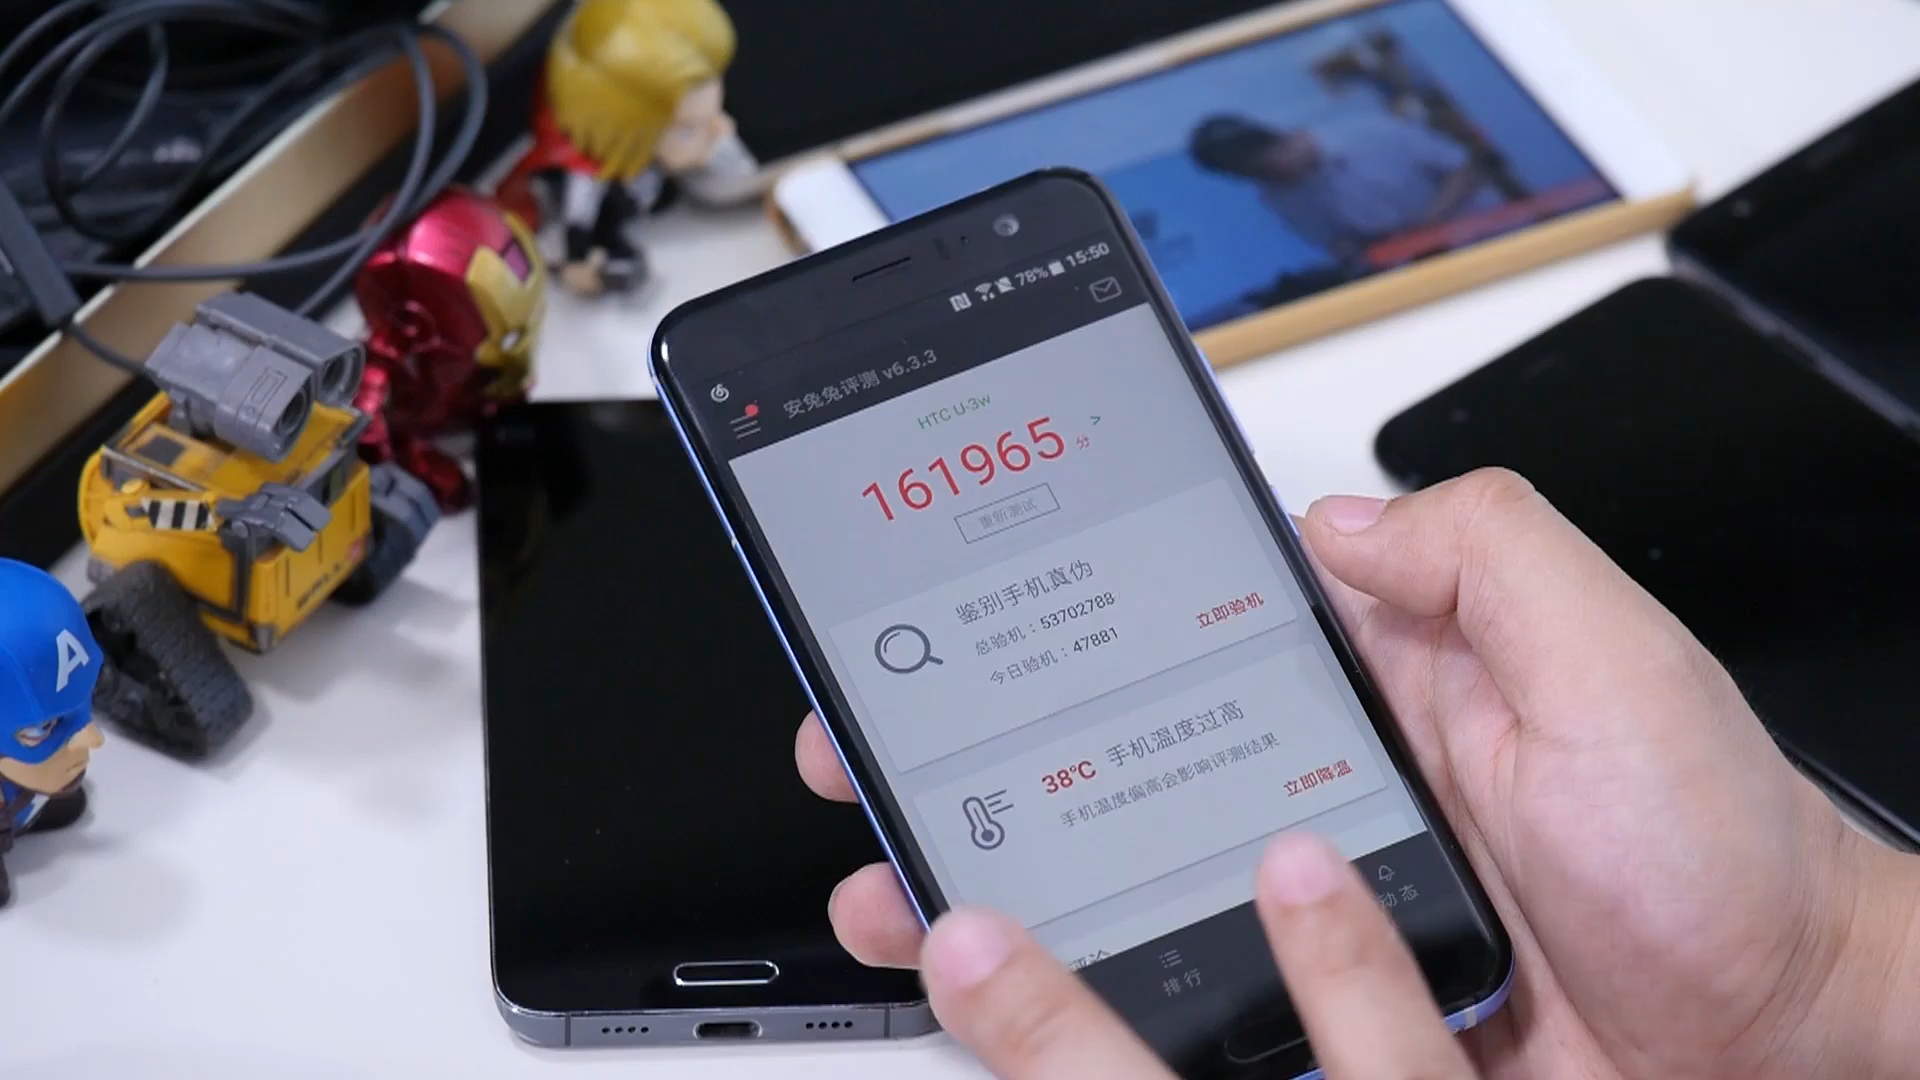 78% 15:50
安兔兔评测 v6.3.3
HTC U-3w
161965 分 >
重新测试
鉴别手机真伪
总验机：53702788
今日验机：47881
立即验机
38°C 手机温度过高
手机温度偏高会影响评测结果
立即降温
评论
排行
动态
A
WALL